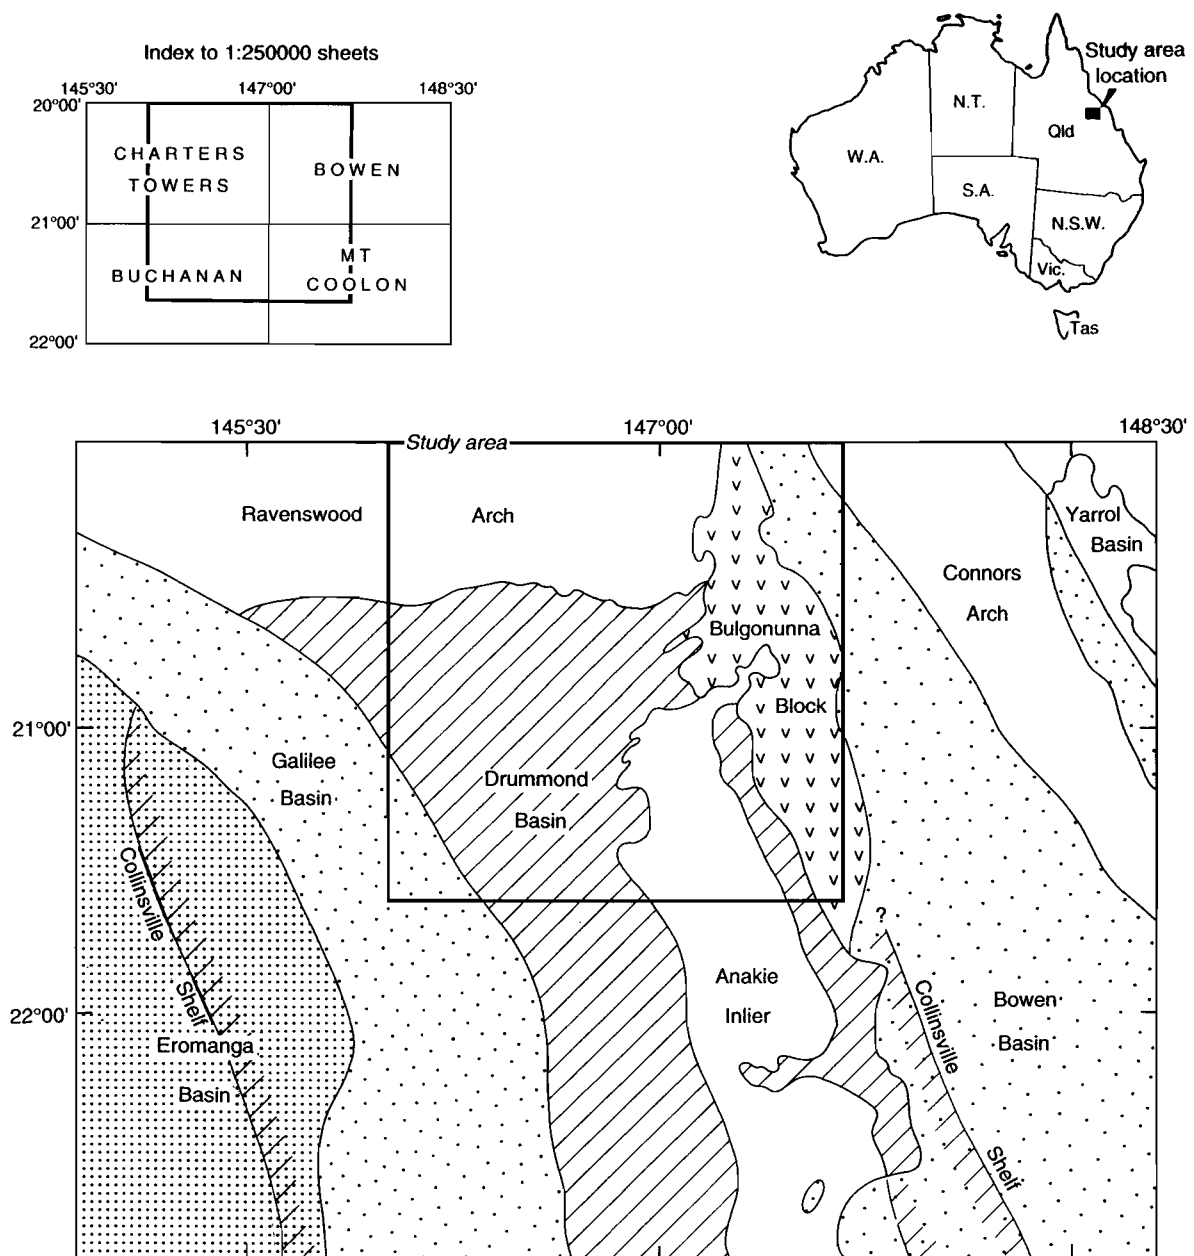 Index to 1:250000 sheets
145°30' 147°00' 148°30'
20°00'
CHARTERS
TOWERS
BOWEN
21°00'
BUCHANAN
MT
COOLON
22°00'
Study area
location
N.T.
Qld
W.A.
S.A.
N.S.W.
Vic.
Tas
145°30' 147°00' 148°30'
Study area
Ravenswood Arch
Yarrol
Basin
Connors
Arch
Bulgonunna
Block
21°00'
Galilee
Basin
Drummond
Basin
Collinsville
Shelf
?
Anakie
Inlier
Collinsville
Shelf
Bowen
Basin
22°00'
Eromanga
Basin